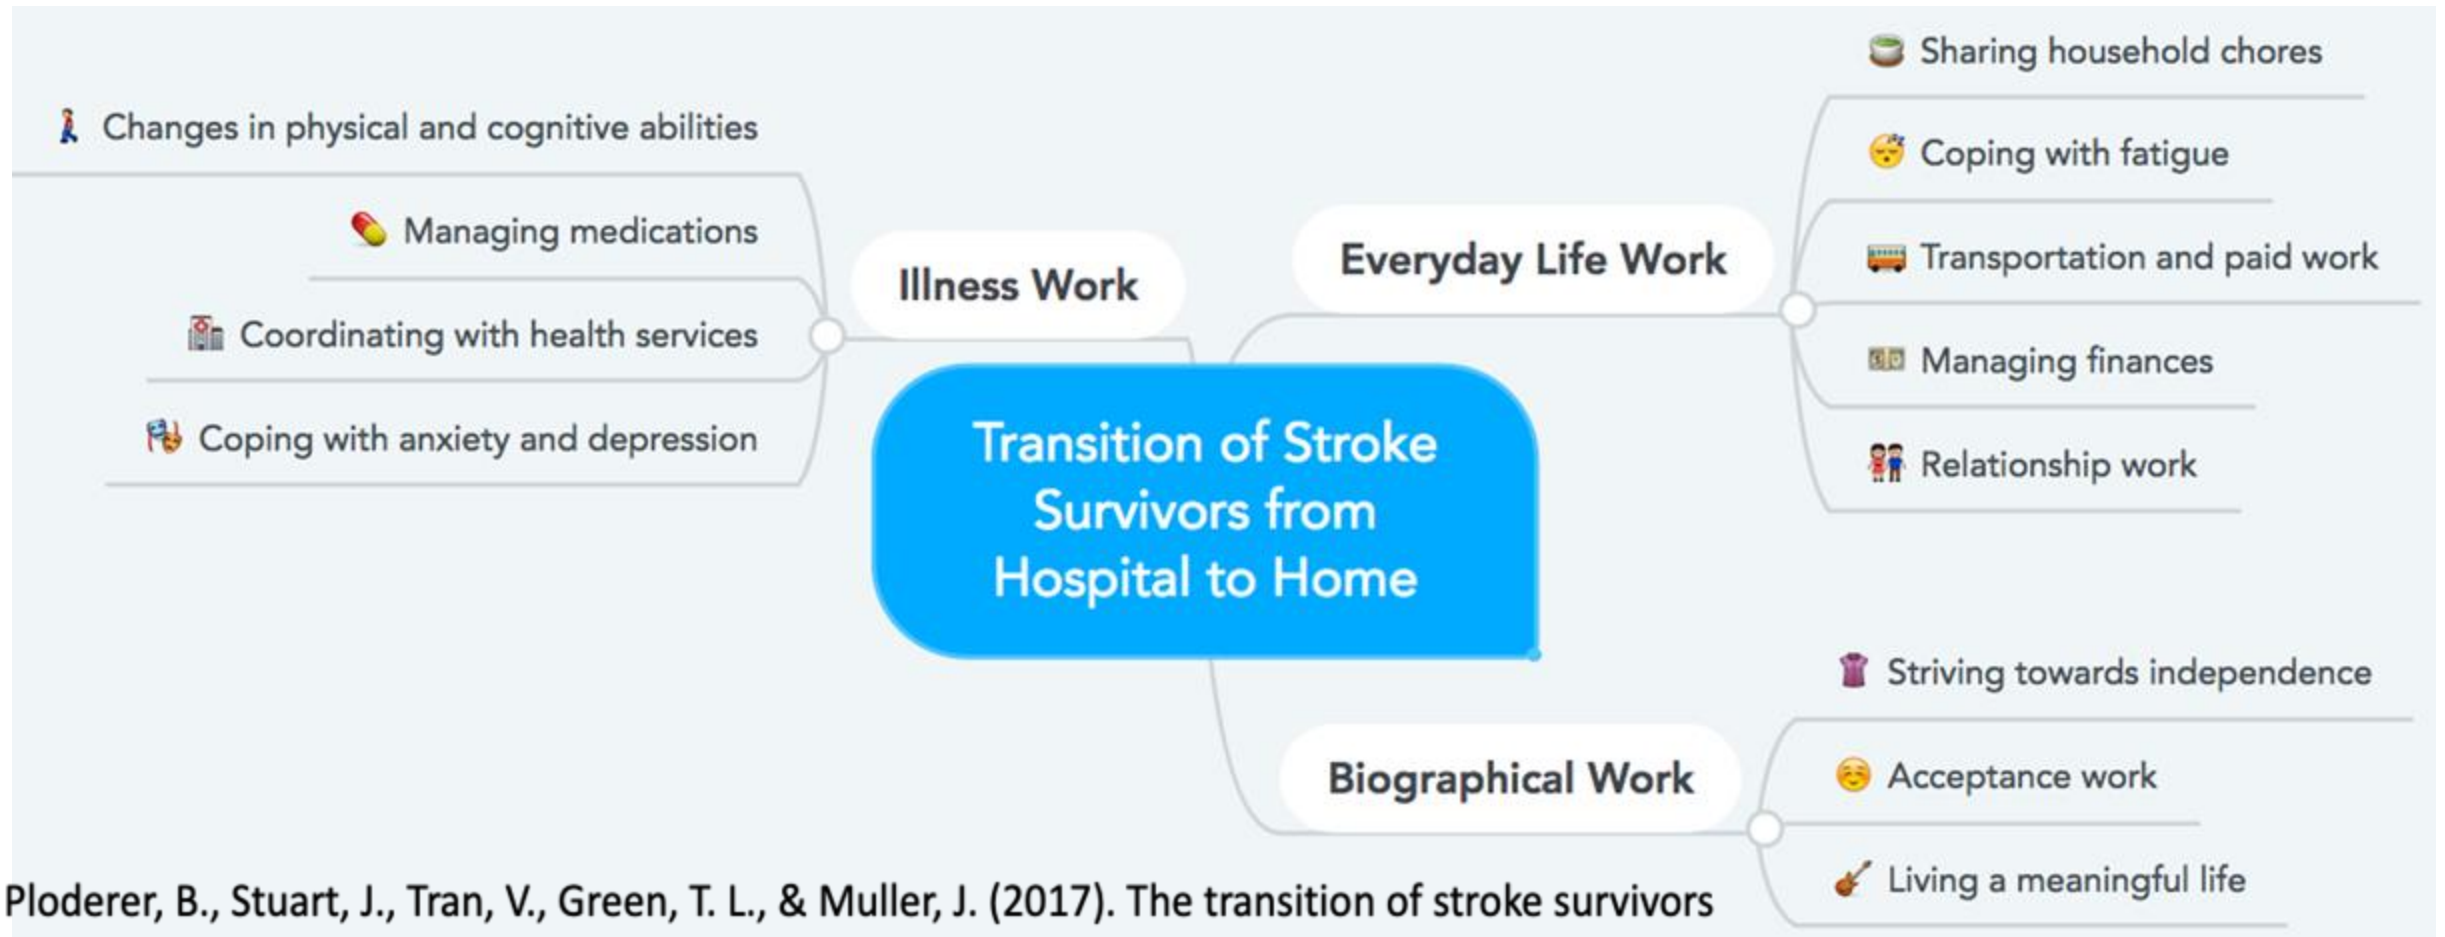 Changes in physical and cognitive abilities
Managing medications
Coordinating with health services
Coping with anxiety and depression
Illness Work
Everyday Life Work
Sharing household chores
Coping with fatigue
Transportation and paid work
Managing finances
Relationship work
Transition of Stroke
Survivors from
Hospital to Home
Biographical Work
Striving towards independence
Acceptance work
Living a meaningful life
Ploderer, B., Stuart, J., Tran, V., Green, T. L., & Muller, J. (2017). The transition of stroke survivors